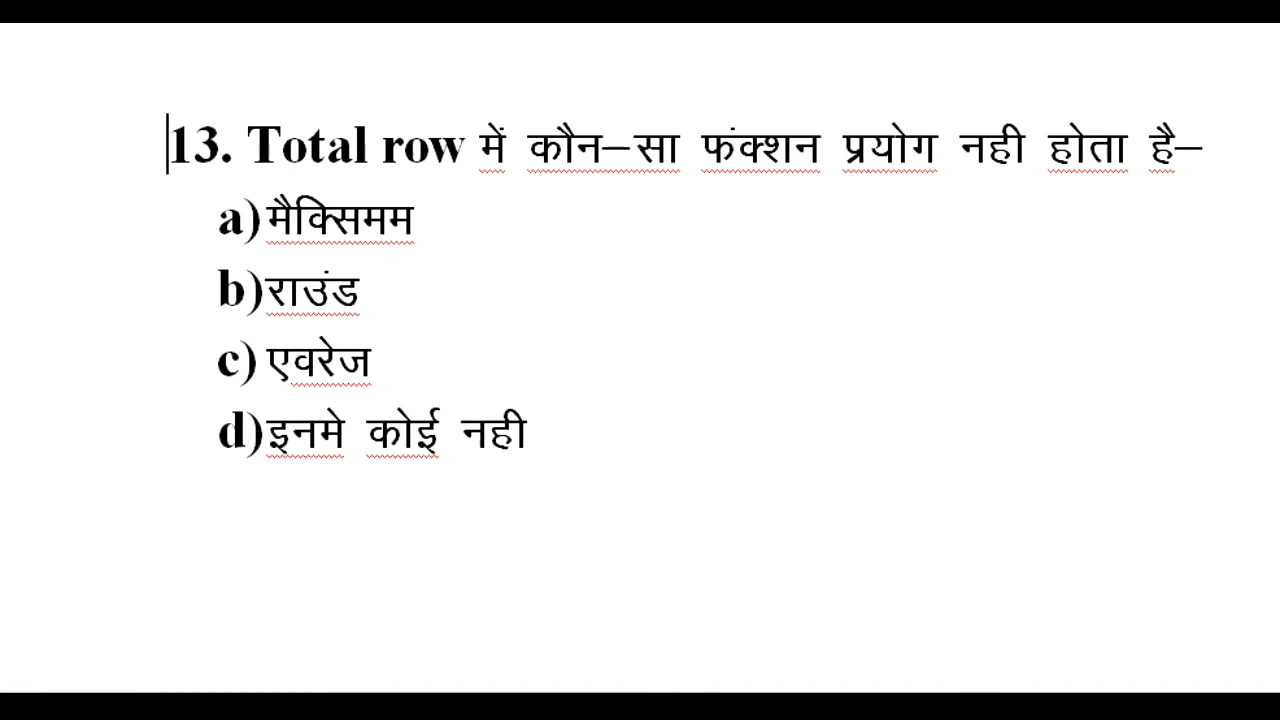 13. Total row में कौन–सा फंक्शन प्रयोग नही होता है–
a) मैक्सिमम
b) राउंड
c) एवरेज
d) इनमे कोई नही